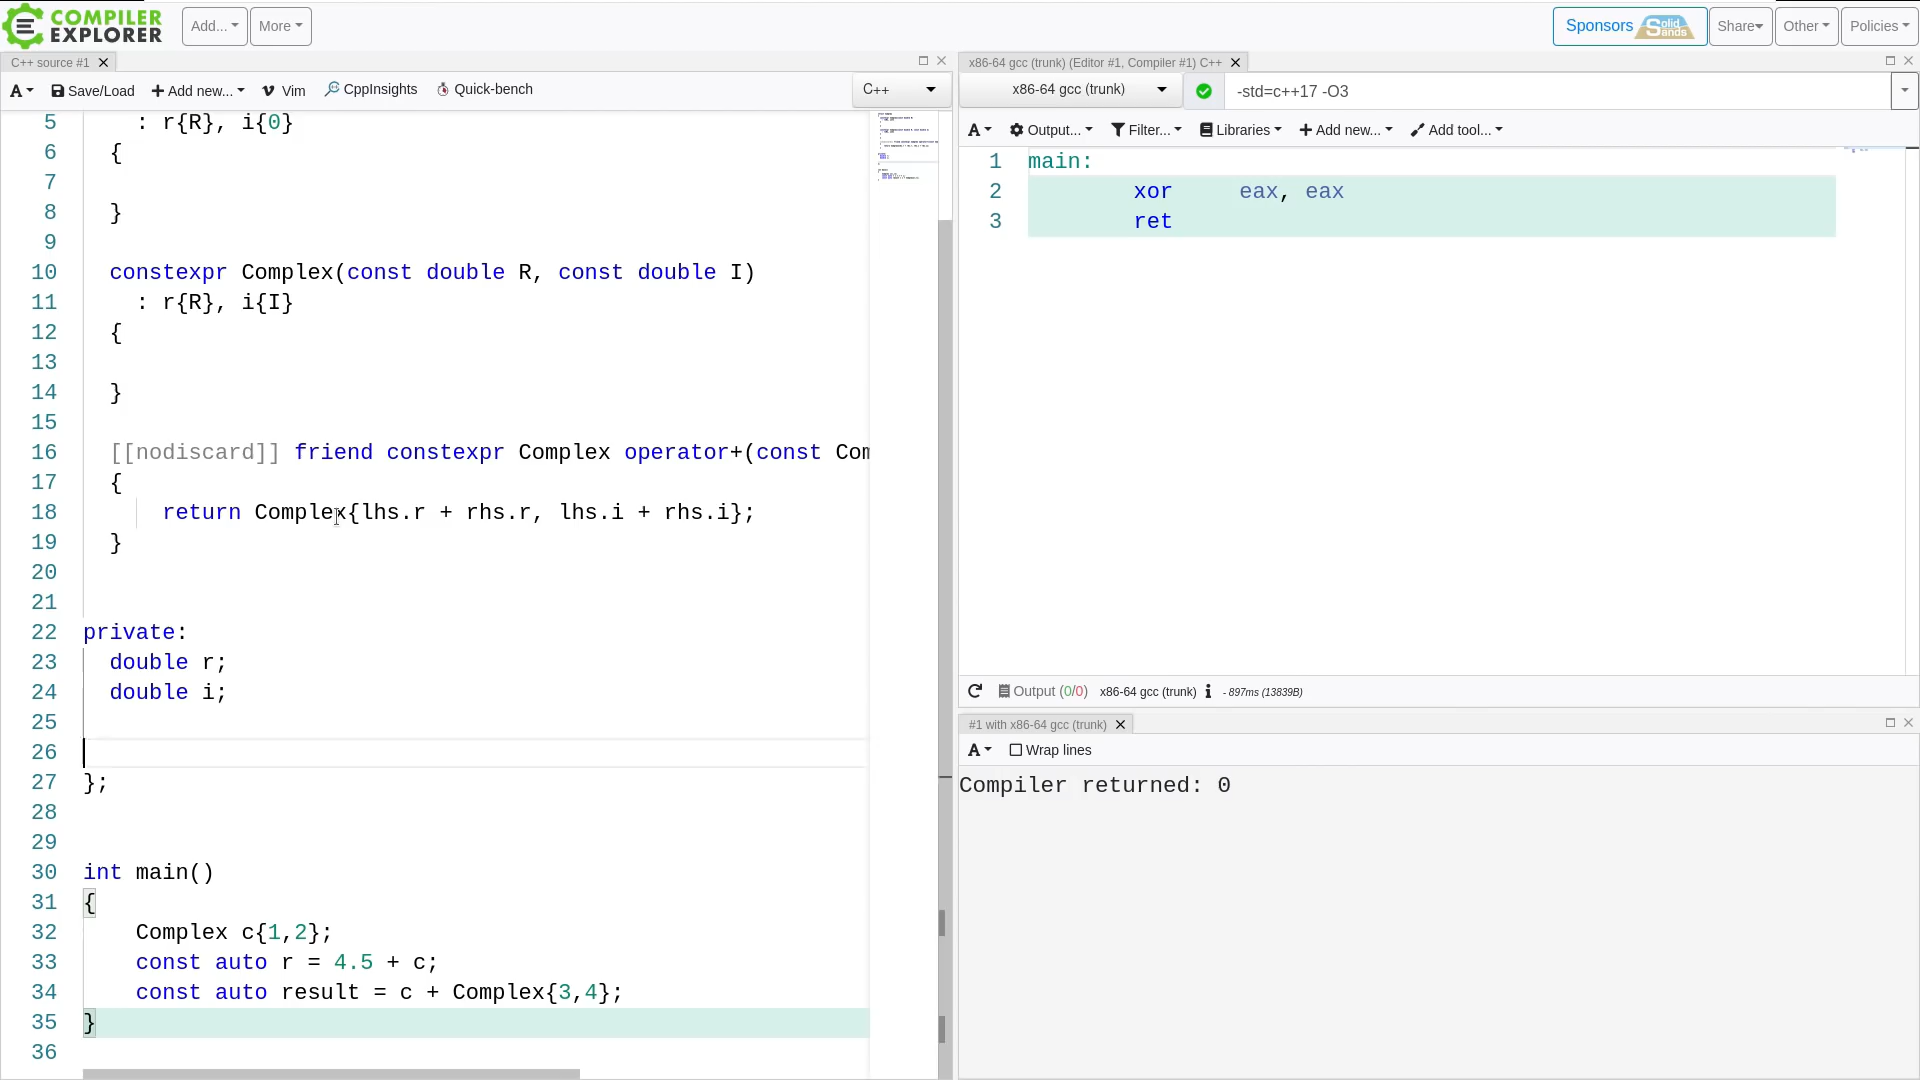 COMPILER EXPLORER Add... More Sponsors Solid Sands Share Other Policies
C++ source #1
A Save/Load + Add new... Vim CppInsights Quick-bench C++
5 : r{R}, i{0}
6 {
7
8 }
9
10 constexpr Complex(const double R, const double I)
11 : r{R}, i{I}
12 {
13
14 }
15
16 [[nodiscard]] friend constexpr Complex operator+(const Com
17 {
18 return Complex{lhs.r + rhs.r, lhs.i + rhs.i};
19 }
20
21
22 private:
23 double r;
24 double i;
25
26
27 };
28
29
30 int main()
31 {
32 Complex c{1,2};
33 const auto r = 4.5 + c;
34 const auto result = c + Complex{3,4};
35 }
36
x86-64 gcc (trunk) (Editor #1, Compiler #1) C++
x86-64 gcc (trunk) -std=c++17 -O3
A Output... Filter... Libraries + Add new... Add tool...
1 main:
2 xor eax, eax
3 ret
Output (0/0) x86-64 gcc (trunk) i - 897ms (13839B)
#1 with x86-64 gcc (trunk)
A Wrap lines
Compiler returned: 0